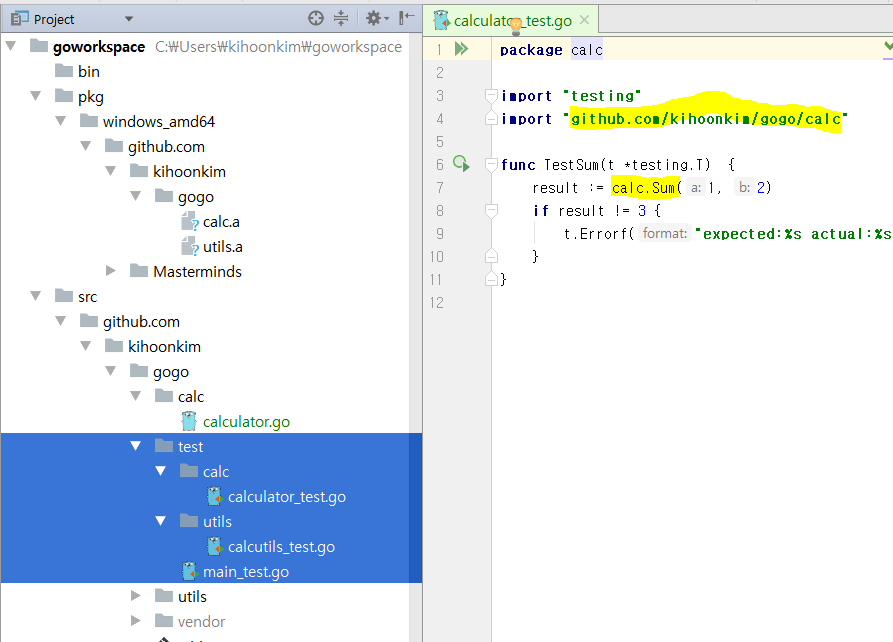 Project
calculator_test.go
goworkspace C:₩Users₩kihoonkim₩goworkspace
bin
pkg
windows_amd64
github.com
kihoonkim
gogo
calc.a
utils.a
Masterminds
src
github.com
kihoonkim
gogo
calc
calculator.go
test
calc
calculator_test.go
utils
calcutils_test.go
main_test.go
utils
vendor
1 package calc
2
3 import "testing"
4 import "github.com/kihoonkim/gogo/calc"
5
6 func TestSum(t *testing.T) {
7 result := calc.Sum( a: 1, b: 2)
8 if result != 3 {
9 t.Errorf( format: "expected:%s actual:%s
10 }
11 }
12